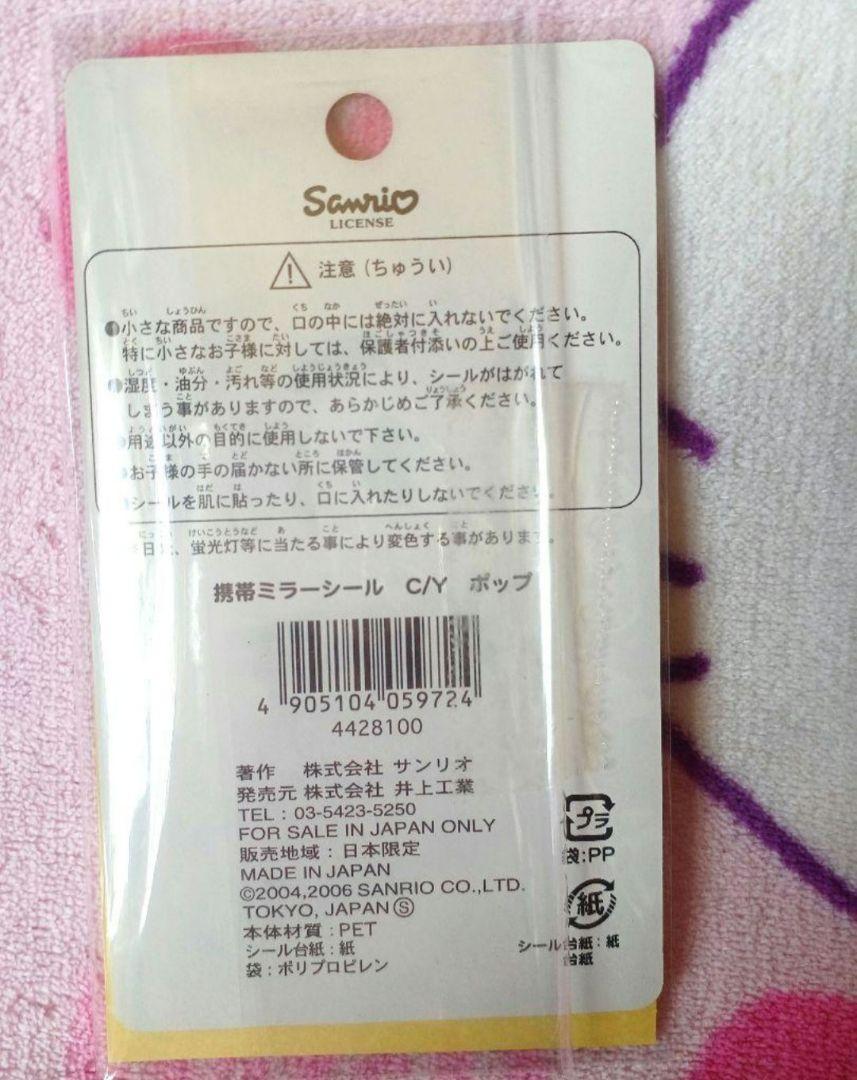 Sanrio
LICENSE
注意(ちゅうい)
●小さな商品ですので、口の中には絶対に入れないでください。
特に小さなお子様に対しては、保護者付添いの上ご使用ください。
●湿度・油分・汚れ等の使用状況により、シールがはがれて
しまう事がありますので、あらかじめご了承ください。
●用途以外の目的に使用しないで下さい。
●お子様の手の届かない所に保管してください。
●シールを肌に貼ったり、口に入れたりしないでください。
蛍光灯等に当たる事により変色する事があります。
携帯ミラーシール C/Y ポップ
4 905104 059724
4428100
著作 株式会社 サンリオ
発売元 株式会社 井上工業
TEL : 03-5423-5250
FOR SALE IN JAPAN ONLY
販売地域 : 日本限定
MADE IN JAPAN
©2004,2006 SANRIO CO.,LTD.
TOKYO, JAPAN Ⓢ
本体材質 : PET
シール台紙 : 紙
袋 : ポリプロピレン
プラ
袋:PP
紙
シール台紙 : 紙
台紙